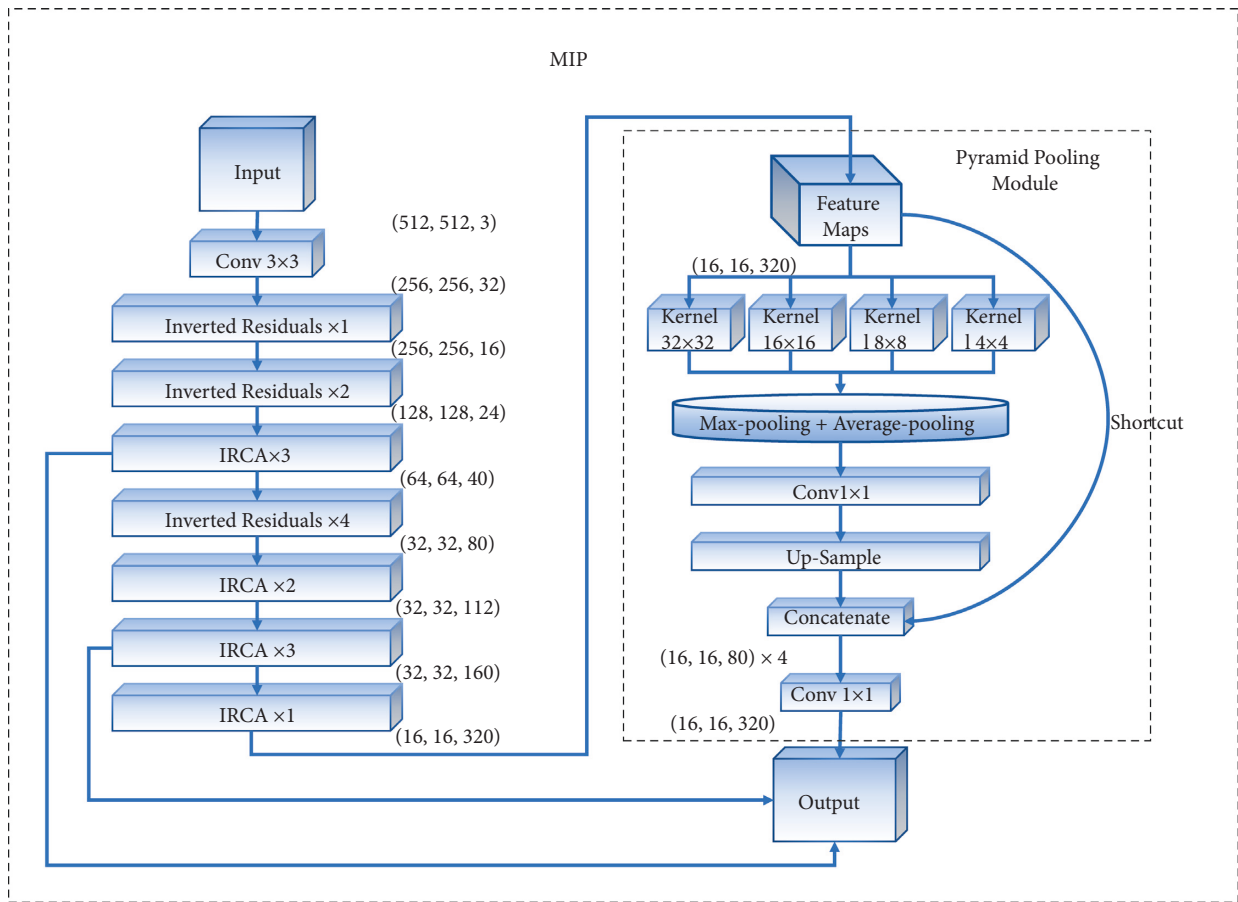 MIP
Input
(512, 512, 3)
Conv 3×3
(256, 256, 32)
Inverted Residuals ×1
(256, 256, 16)
Inverted Residuals ×2
(128, 128, 24)
IRCA×3
(64, 64, 40)
Inverted Residuals ×4
(32, 32, 80)
IRCA ×2
(32, 32, 112)
IRCA ×3
(32, 32, 160)
IRCA ×1
(16, 16, 320)
Pyramid Pooling
Module
Feature
Maps
(16, 16, 320)
Kernel
32×32
Kernel
16×16
Kernel
l 8×8
Kernel
l 4×4
Max-pooling + Average-pooling
Shortcut
Conv1×1
Up-Sample
Concatenate
(16, 16, 80) × 4
Conv 1×1
(16, 16, 320)
Output